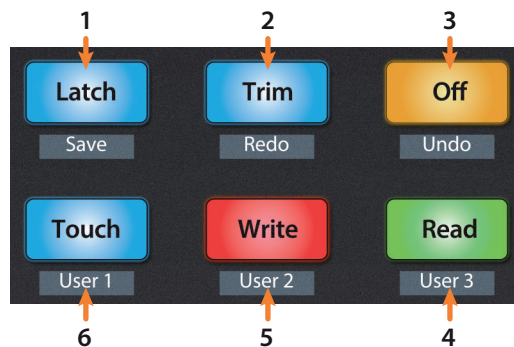 1 2 3
Latch Trim Off
Save Redo Undo
Touch Write Read
User 1 User 2 User 3
6 5 4